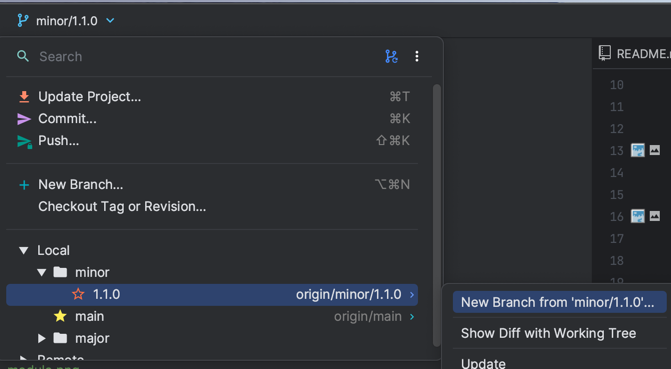 minor/1.1.0
README.
Search
Update Project... ⌘T
Commit... ⌘K
Push... ⇧⌘K
New Branch... ⌥⌘N
Checkout Tag or Revision...
Local
minor
1.1.0 origin/minor/1.1.0
main origin/main
major
Remote
10
11
12
13
14
15
16
17
18
19
New Branch from 'minor/1.1.0'...
Show Diff with Working Tree
Update